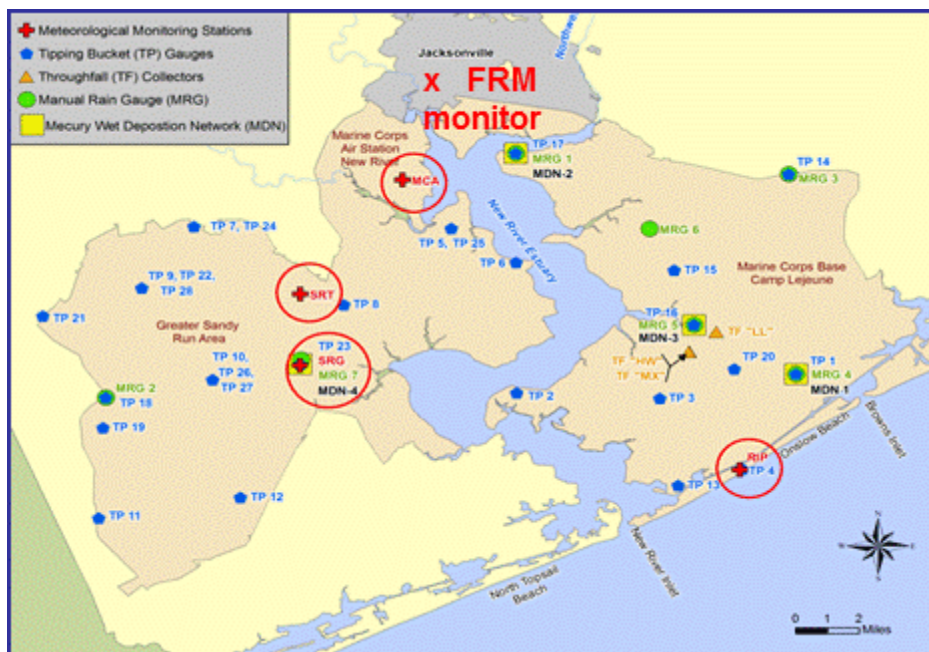 Meteorological Monitoring Stations
Tipping Bucket (TP) Gauges
Throughfall (TF) Collectors
Manual Rain Gauge (MRG)
Mecury Wet Depostion Network (MDN)
Jacksonville
Northwe
x FRM
monitor
Marine Corps
Air Station
New River
MCA
TP 17
MRG 1
MDN-2
TP 14
MRG 3
TP 7, TP 24
TP 5, TP 25
New River Estuary
MRG 6
TP 6
TP 15
Marine Corps Base
Camp Lejeune
TP 9, TP 22,
TP 28
SRT
TP 8
TP 21
Greater Sandy
Run Area
TP 16
MRG 5
MDN-3
TF "LL"
TP 23
SRG
MRG 7
MDN-4
TP 10,
TP 26,
TP 27
TF "HW"
TF "MX"
TP 20
TP 1
MRG 4
MDN-1
MRG 2
TP 18
TP 2
TP 3
TP 19
Browns Inlet
Onslow Beach
RIP
TP 4
TP 13
TP 12
TP 11
New River Inlet
North Topsail
Beach
N
W
E
S
0 1 2
Miles